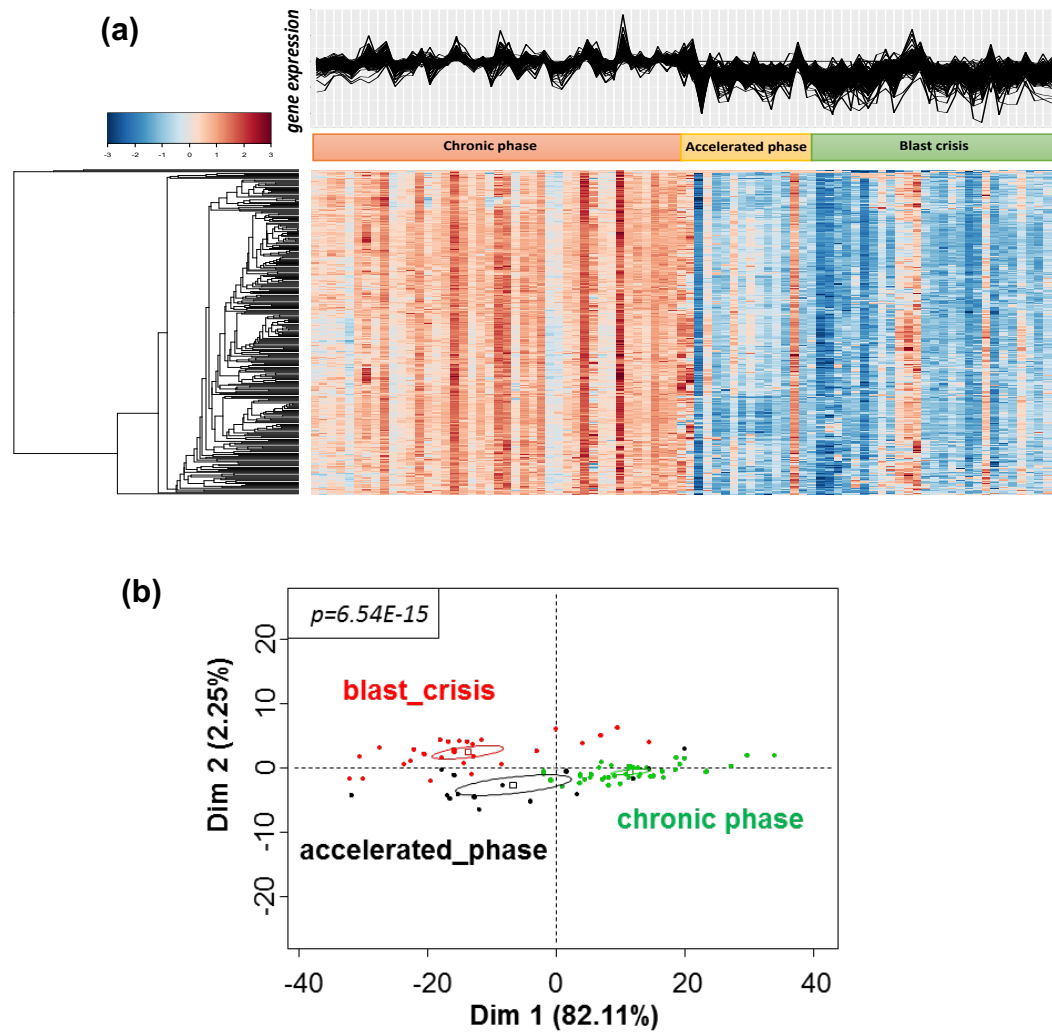 (a)
gene expression
-3 -2 -1 0 1 2 3
Chronic phase Accelerated phase Blast crisis
(b)
p=6.54E-15
blast_crisis
accelerated_phase
chronic phase
Dim 2 (2.25%)
20
10
0
-10
-20
-40 -20 0 20 40
Dim 1 (82.11%)